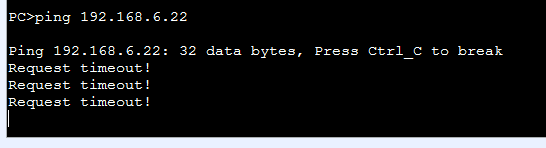 PC>ping 192.168.6.22
Ping 192.168.6.22: 32 data bytes, Press Ctrl_C to break
Request timeout!
Request timeout!
Request timeout!